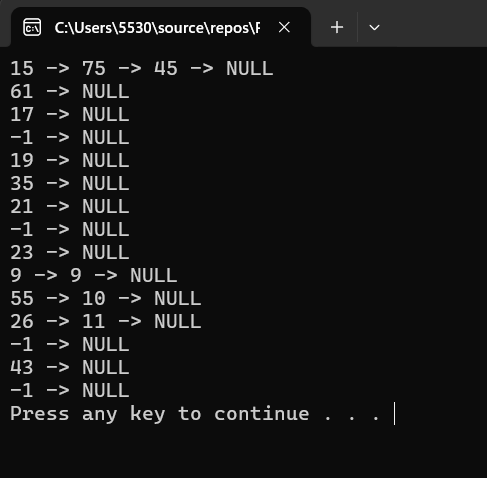 C:\Users\5530\source\repos\F
15 -> 75 -> 45 -> NULL
61 -> NULL
17 -> NULL
-1 -> NULL
19 -> NULL
35 -> NULL
21 -> NULL
-1 -> NULL
23 -> NULL
9 -> 9 -> NULL
55 -> 10 -> NULL
26 -> 11 -> NULL
-1 -> NULL
43 -> NULL
-1 -> NULL
Press any key to continue . . .